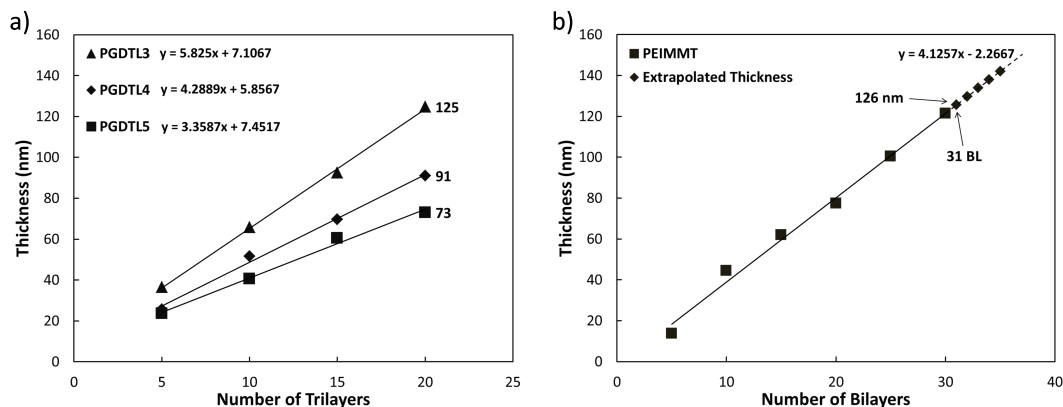 a)
160
140
120
100
80
60
40
20
0
Thickness (nm)
PGDTL3 y = 5.825x + 7.1067
PGDTL4 y = 4.2889x + 5.8567
PGDTL5 y = 3.3587x + 7.4517
125
91
73
0 5 10 15 20 25
Number of Trilayers
b)
160
140
120
100
80
60
40
20
0
Thickness (nm)
PEIMMT
Extrapolated Thickness
y = 4.1257x - 2.2667
126 nm
31 BL
0 10 20 30 40
Number of Bilayers